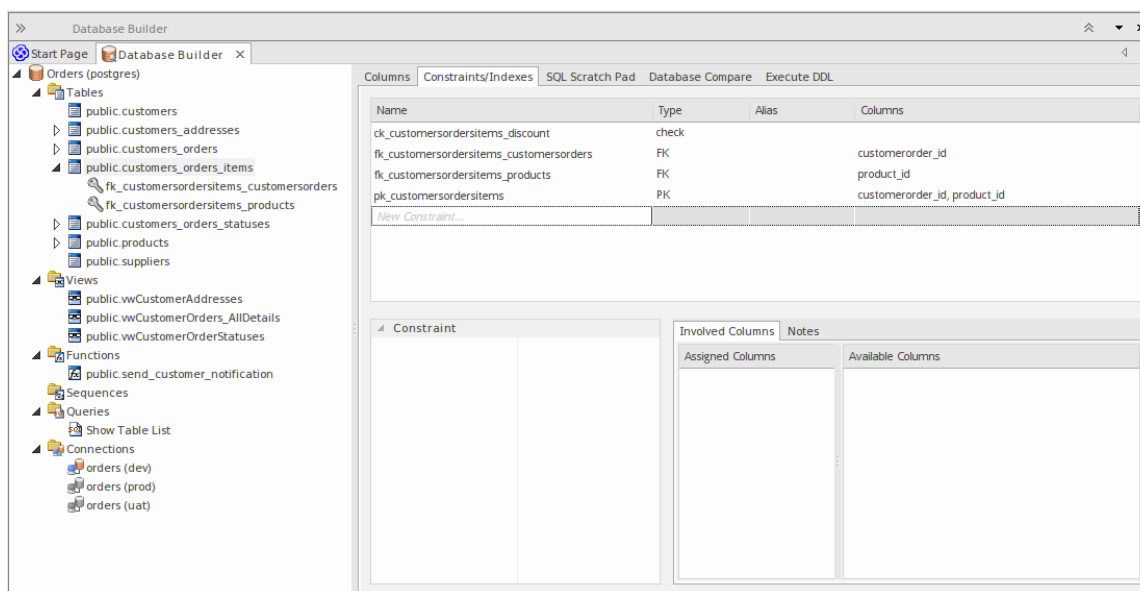 Database Builder
Start Page Database Builder
Orders (postgres)
Tables
public.customers
public.customers_addresses
public.customers_orders
public.customers_orders_items
fk_customersordersitems_customersorders
fk_customersordersitems_products
public.customers_orders_statuses
public.products
public.suppliers
Views
public.vwCustomerAddresses
public.vwCustomerOrders_AllDetails
public.vwCustomerOrderStatuses
Functions
public.send_customer_notification
Sequences
Queries
Show Table List
Connections
orders (dev)
orders (prod)
orders (uat)
Columns Constraints/Indexes SQL Scratch Pad Database Compare Execute DDL
Name Type Alias Columns
ck_customersordersitems_discount check
fk_customersordersitems_customersorders FK customerorder_id
fk_customersordersitems_products FK product_id
pk_customersordersitems PK customerorder_id, product_id
New Constraint...
Constraint
Involved Columns Notes
Assigned Columns Available Columns